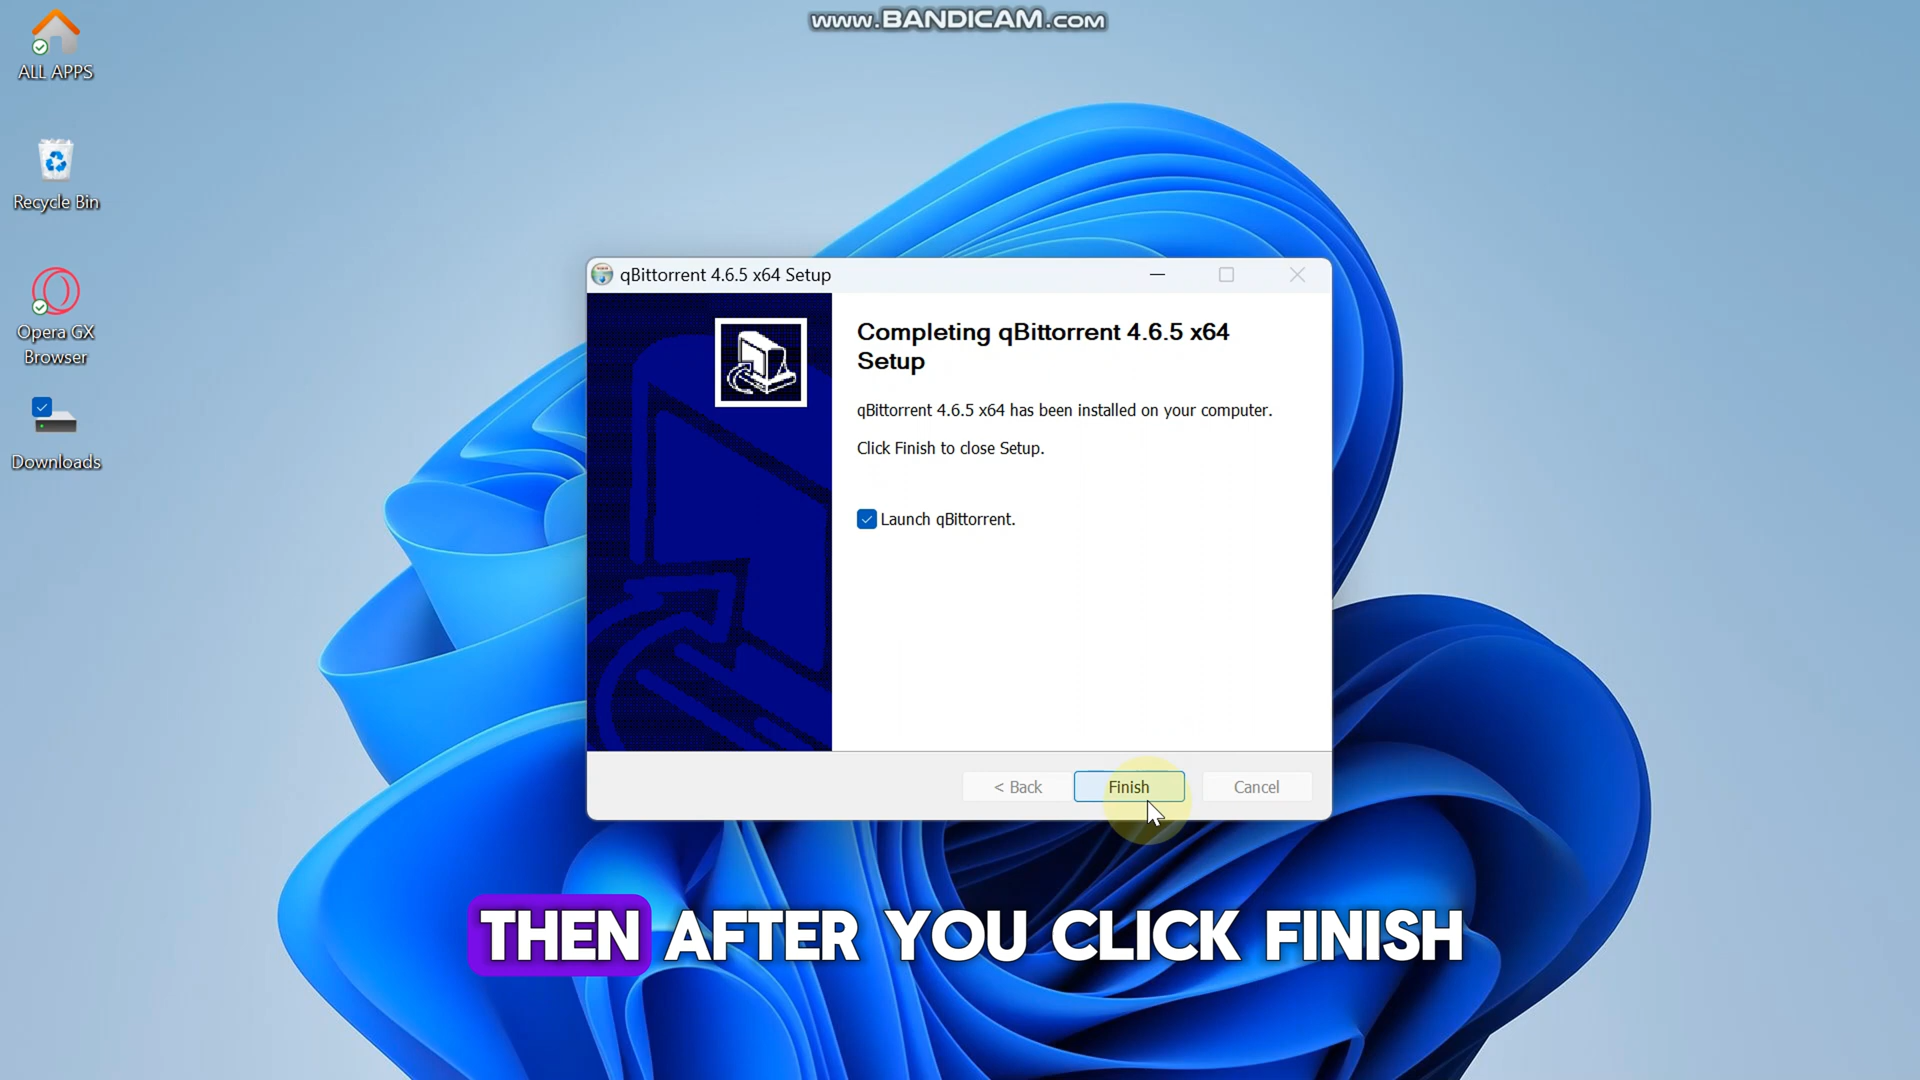 www.BANDICAM.com
ALL APPS
Recycle Bin
Opera GX
Browser
Downloads
qBittorrent 4.6.5 x64 Setup
Completing qBittorrent 4.6.5 x64
Setup
qBittorrent 4.6.5 x64 has been installed on your computer.
Click Finish to close Setup.
Launch qBittorrent.
< Back
Finish
Cancel
THEN AFTER YOU CLICK FINISH